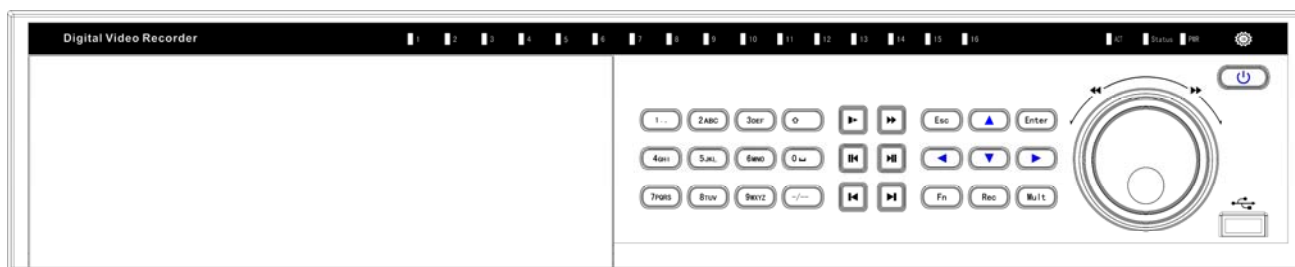 Digital Video Recorder 1 2 3 4 5 6 7 8 9 10 11 12 13 14 15 16 ACT Status PWR
1.. 2ABC 3DEF Esc Enter
4GHI 5JKL 6MNO 0
7PQRS 8TUV 9WXYZ -/-- Fn Rec Mult